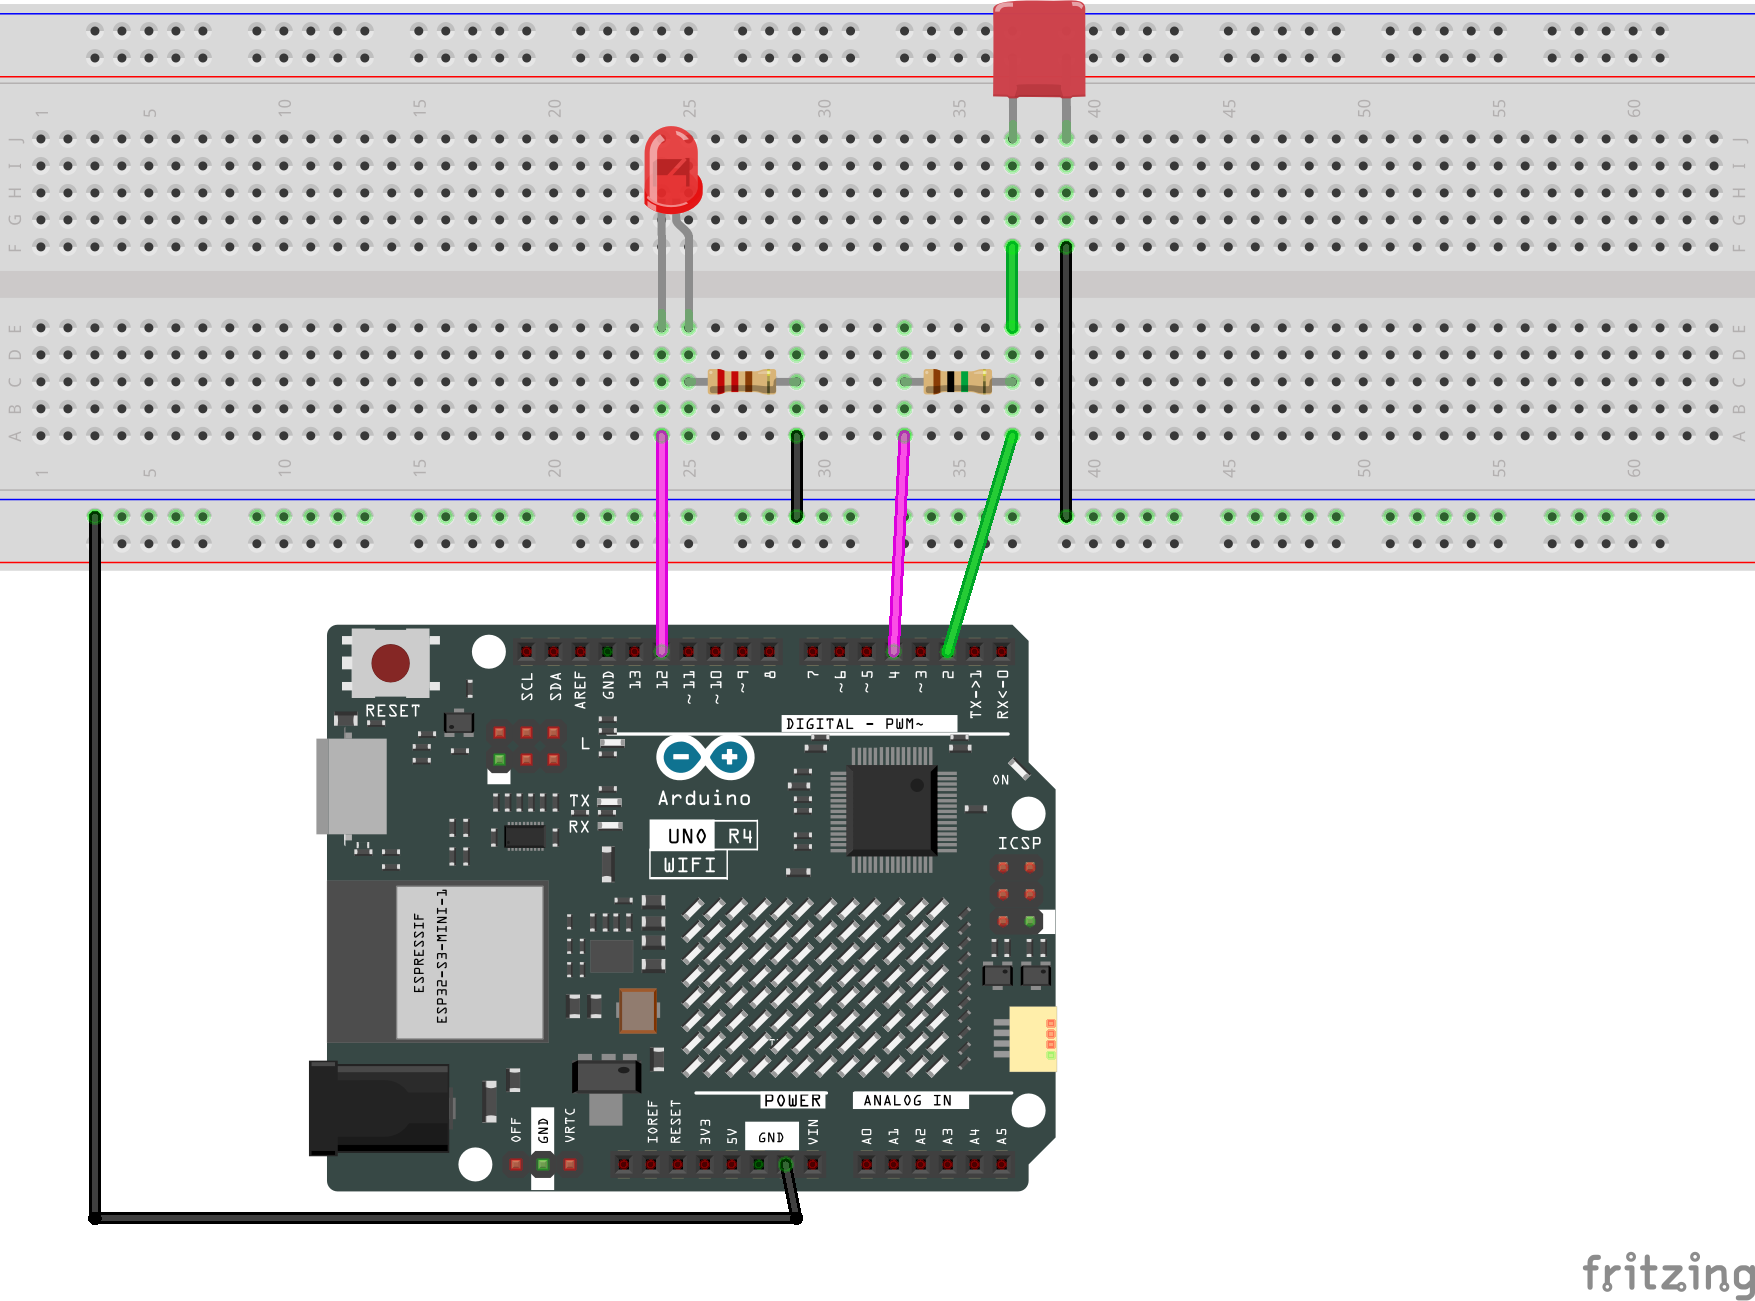 1 5 10 15 20 25 30 35 40 45 50 55 60
J J
I I
H H
G G
F F
E E
D D
C C
B B
A A
1 5 10 15 20 25 30 35 40 45 50 55 60
SCL SDA AREF GND 13 12 ~11 ~10 ~9 8 7 ~6 ~5 4 ~3 2 TX->1 RX<-0
RESET
DIGITAL - PWM~
L
ON
TX
Arduino
RX
UNO R4
WIFI
ICSP
ESPRESSIF
ESP32-S3-MINI-1
POWER
ANALOG IN
OFF GND VRTC IOREF RESET 3V3 5V GND VIN A0 A1 A2 A3 A4 A5
fritzing